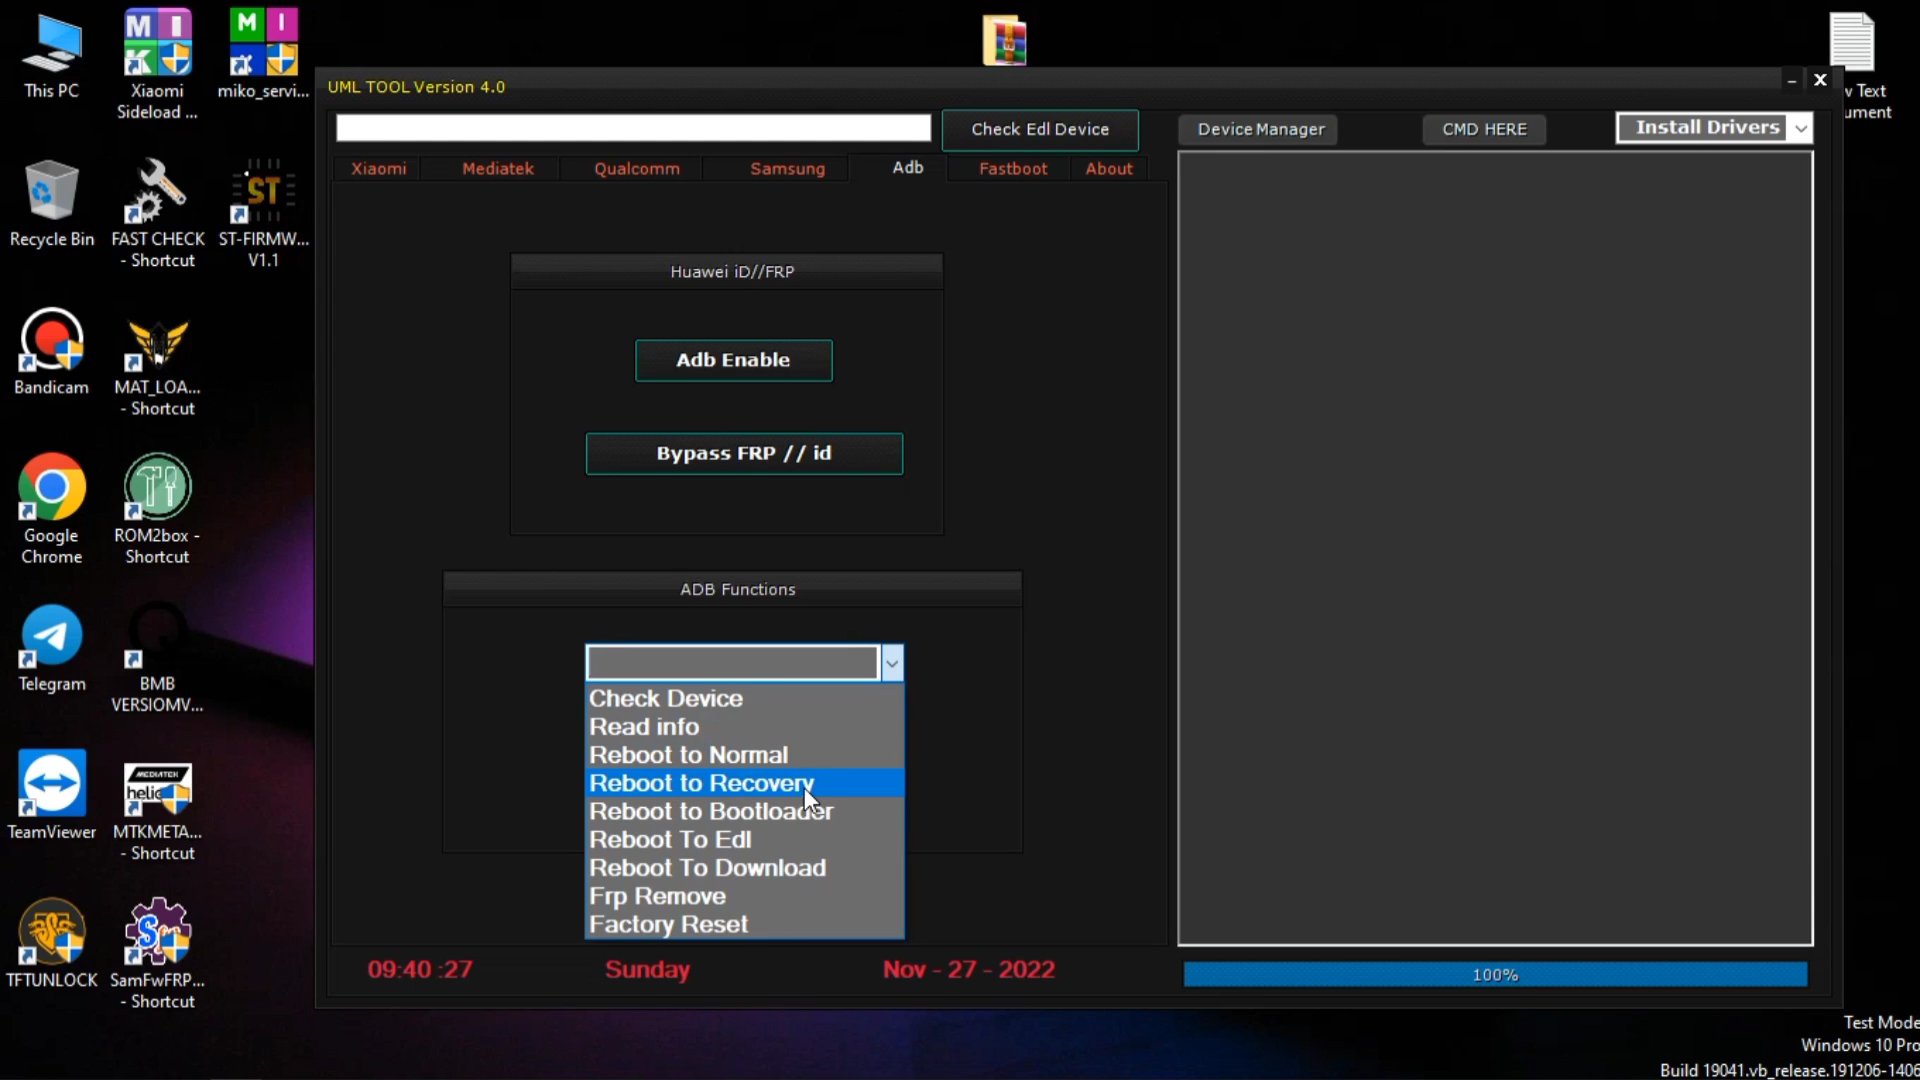 This PC
Xiaomi
Sideload ...
miko_servi...
Recycle Bin
FAST CHECK
- Shortcut
ST-FIRMW...
V1.1
Bandicam
MAT_LOA...
- Shortcut
Google
Chrome
ROM2box -
Shortcut
Telegram
BMB
VERSIOMV...
TeamViewer
MTKMETA...
- Shortcut
TFTUNLOCK
SamFwFRP...
- Shortcut
UML TOOL Version 4.0
Check Edl Device
Device Manager
CMD HERE
Install Drivers
Xiaomi
Mediatek
Qualcomm
Samsung
Adb
Fastboot
About
Huawei iD//FRP
Adb Enable
Bypass FRP // id
ADB Functions
Check Device
Read info
Reboot to Normal
Reboot to Recovery
Reboot to Bootloader
Reboot To Edl
Reboot To Download
Frp Remove
Factory Reset
09:40 :27
Sunday
Nov - 27 - 2022
100%
Text
Test Mode
Windows 10 Pro
Build 19041.vb_release.191206-1406